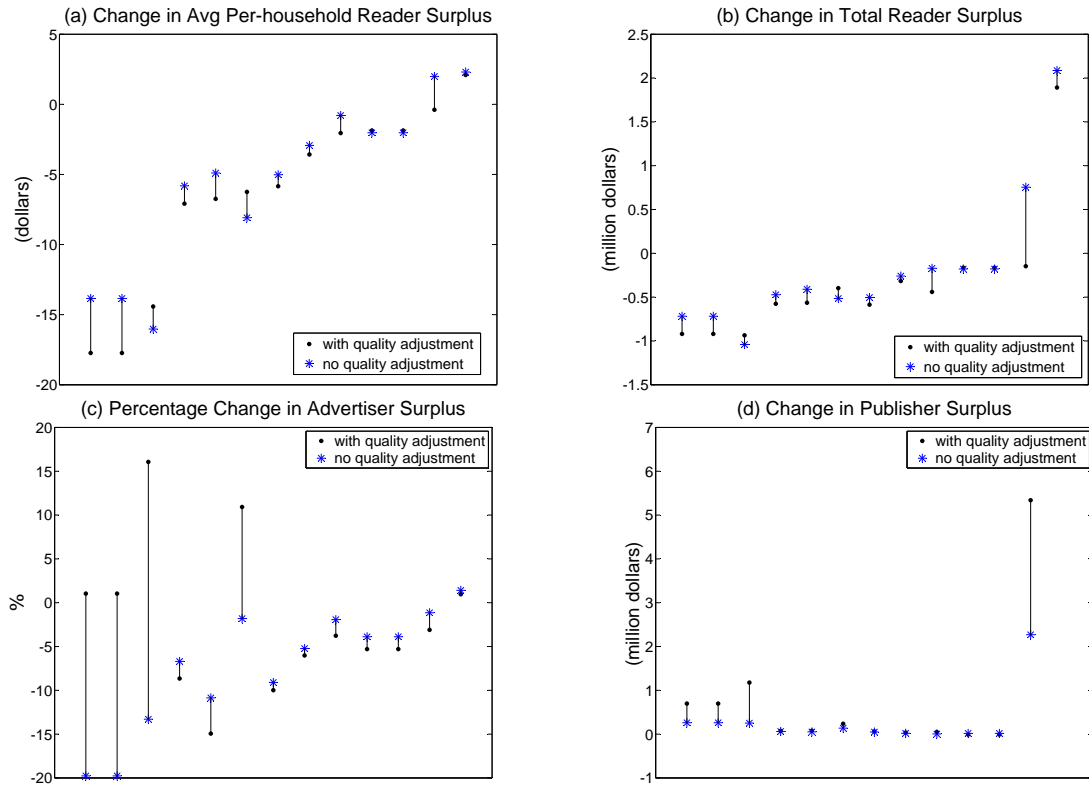 (a) Change in Avg Per-household Reader Surplus
5
0
-5
-10
-15
-20
(dollars)
with quality adjustment
no quality adjustment
(b) Change in Total Reader Surplus
2.5
2
1.5
1
0.5
0
-0.5
-1
-1.5
(million dollars)
with quality adjustment
no quality adjustment
(c) Percentage Change in Advertiser Surplus
20
15
10
5
0
-5
-10
-15
-20
%
with quality adjustment
no quality adjustment
(d) Change in Publisher Surplus
7
6
5
4
3
2
1
0
-1
(million dollars)
with quality adjustment
no quality adjustment